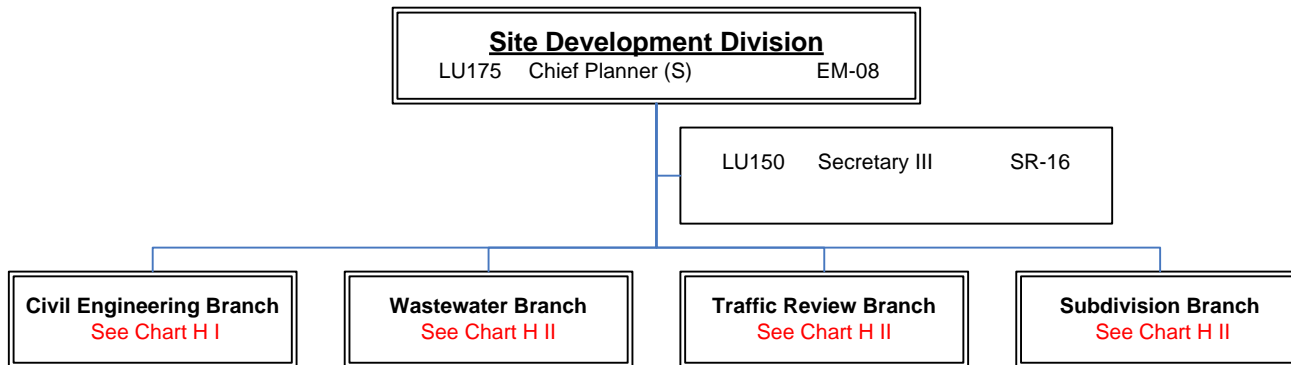 Site Development Division
LU175 Chief Planner (S) EM-08
LU150 Secretary III SR-16
Civil Engineering Branch
See Chart H I
Wastewater Branch
See Chart H II
Traffic Review Branch
See Chart H II
Subdivision Branch
See Chart H II